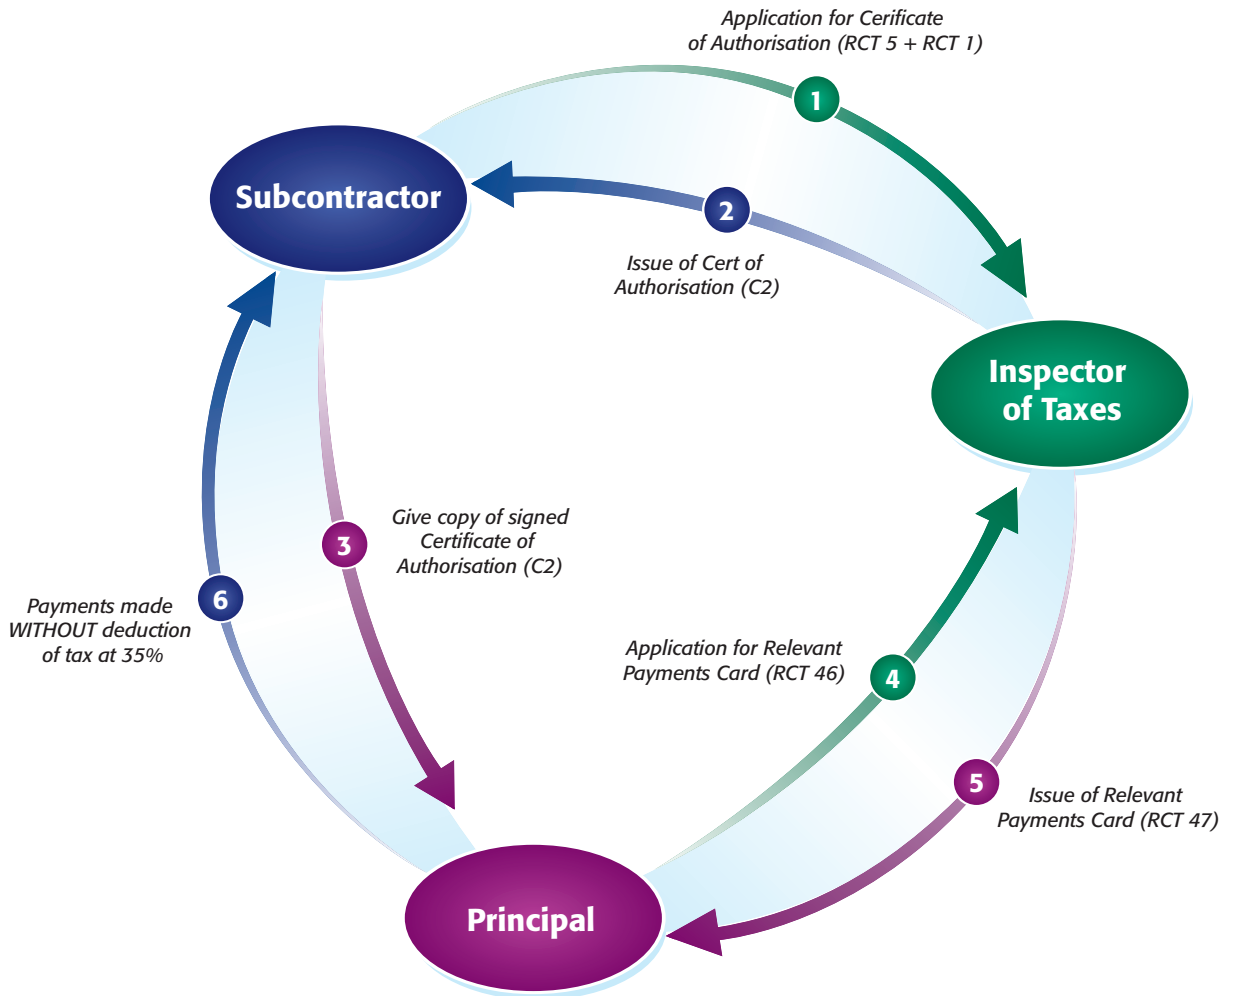 Application for Cerificate
of Authorisation (RCT 5 + RCT 1)
1
Subcontractor
2
Issue of Cert of
Authorisation (C2)
Inspector
of Taxes
3
Give copy of signed
Certificate of
Authorisation (C2)
6
Payments made
WITHOUT deduction
of tax at 35%
Application for Relevant
Payments Card (RCT 46)
4
5
Issue of Relevant
Payments Card (RCT 47)
Principal